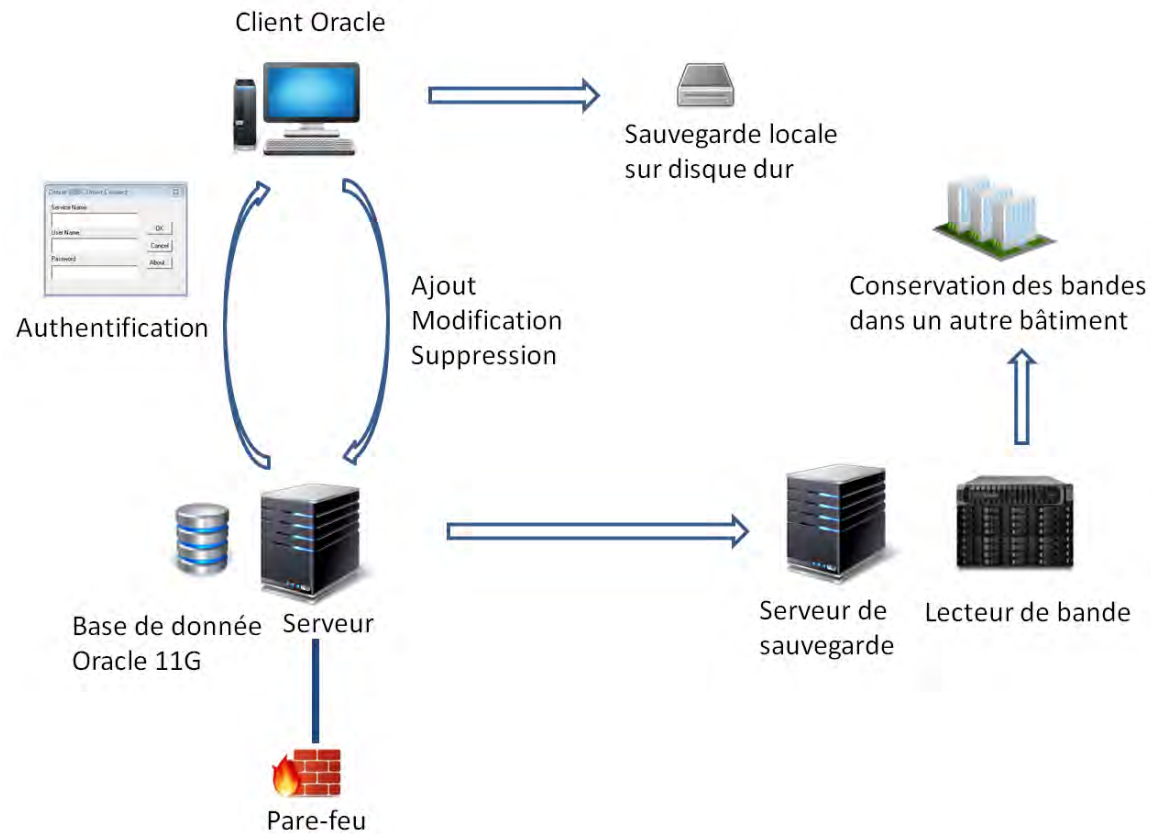 Client Oracle
Sauvegarde locale
sur disque dur
Service Name
User Name
OK
Cancel
Password
About...
Authentification
Ajout
Modification
Suppression
Conservation des bandes
dans un autre bâtiment
Base de donnée
Oracle 11G
Serveur
Serveur de
sauvegarde
Lecteur de bande
Pare-feu